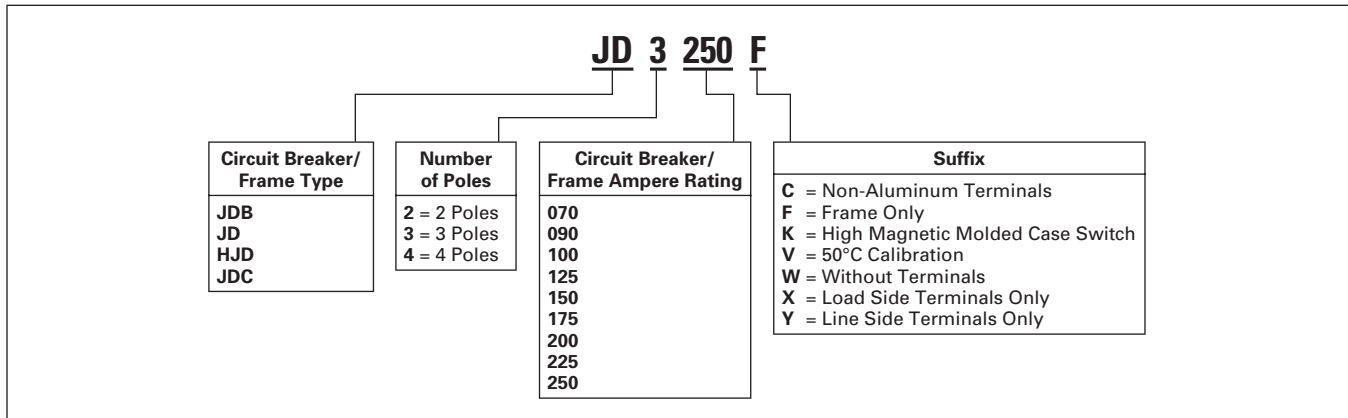 JD 3 250 F
Circuit Breaker/
Frame Type
JDB
JD
HJD
JDC
Number
of Poles
2 = 2 Poles
3 = 3 Poles
4 = 4 Poles
Circuit Breaker/
Frame Ampere Rating
070
090
100
125
150
175
200
225
250
Suffix
C = Non-Aluminum Terminals
F = Frame Only
K = High Magnetic Molded Case Switch
V = 50°C Calibration
W = Without Terminals
X = Load Side Terminals Only
Y = Line Side Terminals Only